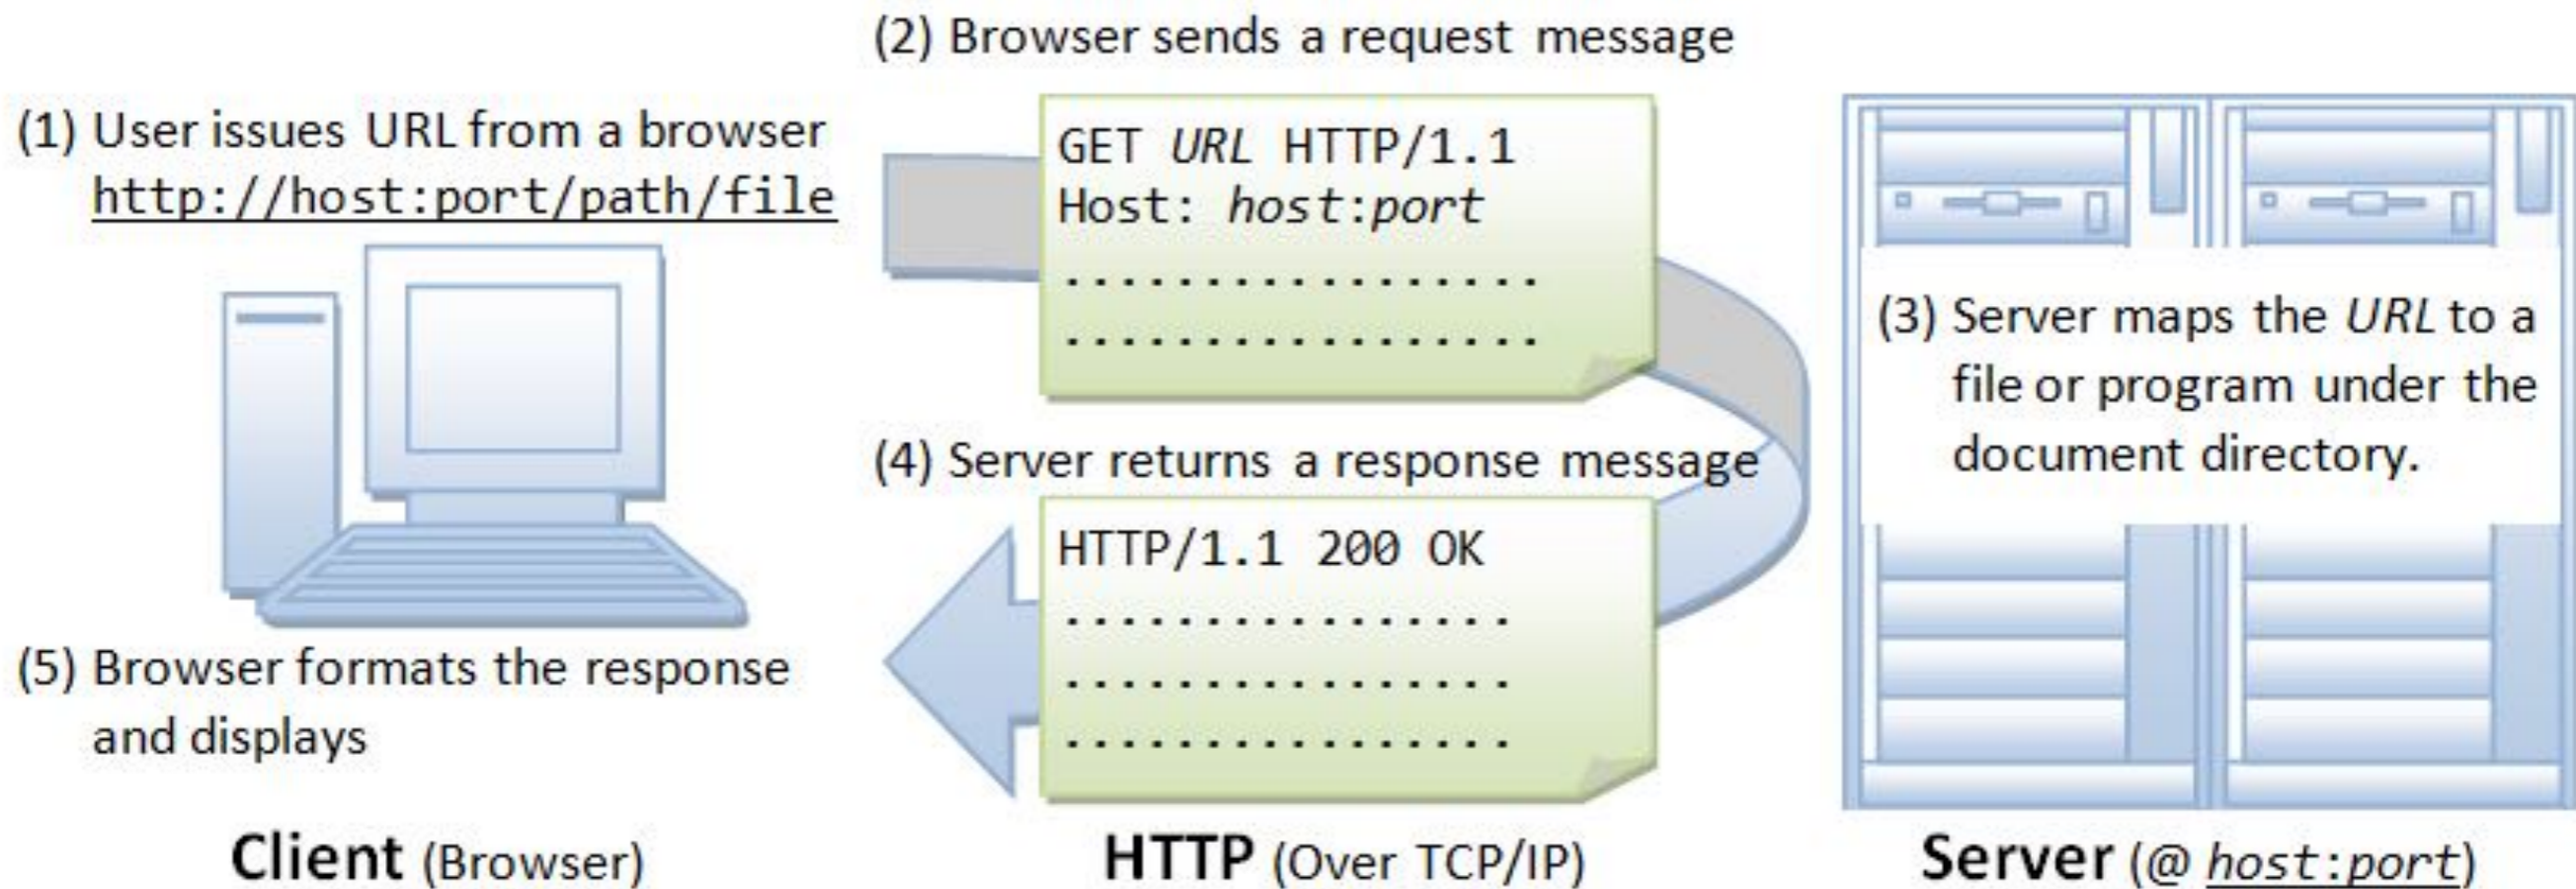 (1) User issues URL from a browser
http://host:port/path/file
(2) Browser sends a request message
GET URL HTTP/1.1
Host: host:port
. . . . . . . . . . . . . . . . .
. . . . . . . . . . . . . . . . .
(3) Server maps the URL to a
file or program under the
document directory.
(4) Server returns a response message
HTTP/1.1 200 OK
. . . . . . . . . . . . . . . .
. . . . . . . . . . . . . . . .
. . . . . . . . . . . . . . . .
(5) Browser formats the response
and displays
Client (Browser)
HTTP (Over TCP/IP)
Server (@ host:port)